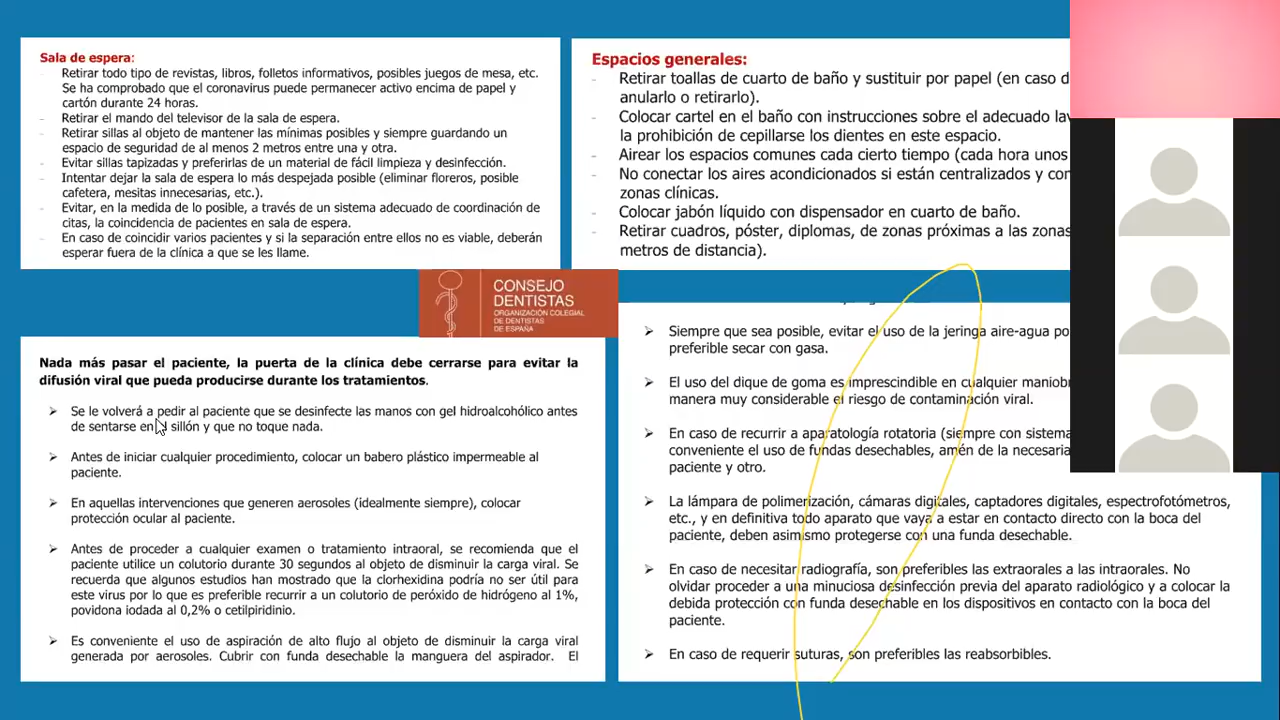 Sala de espera:
- Retirar todo tipo de revistas, libros, folletos informativos, posibles juegos de mesa, etc.
Se ha comprobado que el coronavirus puede permanecer activo encima de papel y
cartón durante 24 horas.
- Retirar el mando del televisor de la sala de espera.
- Retirar sillas al objeto de mantener las mínimas posibles y siempre guardando un
espacio de seguridad de al menos 2 metros entre una y otra.
- Evitar sillas tapizadas y preferirlas de un material de fácil limpieza y desinfección.
- Intentar dejar la sala de espera lo más despejada posible (eliminar floreros, posible
cafetera, mesitas innecesarias, etc.).
- Evitar, en la medida de lo posible, a través de un sistema adecuado de coordinación de
citas, la coincidencia de pacientes en sala de espera.
- En caso de coincidir varios pacientes y si la separación entre ellos no es viable, deberán
esperar fuera de la clínica a que se les llame.
Espacios generales:
- Retirar toallas de cuarto de baño y sustituir por papel (en caso d
anularlo o retirarlo).
- Colocar cartel en el baño con instrucciones sobre el adecuado lav
la prohibición de cepillarse los dientes en este espacio.
- Airear los espacios comunes cada cierto tiempo (cada hora unos
- No conectar los aires acondicionados si están centralizados y con
zonas clínicas.
- Colocar jabón líquido con dispensador en cuarto de baño.
- Retirar cuadros, póster, diplomas, de zonas próximas a las zonas
metros de distancia).
CONSEJO
DENTISTAS
ORGANIZACIÓN COLEGIAL
DE DENTISTAS
DE ESPAÑA
Nada más pasar el paciente, la puerta de la clínica debe cerrarse para evitar la
difusión viral que pueda producirse durante los tratamientos.
➢ Se le volverá a pedir al paciente que se desinfecte las manos con gel hidroalcohólico antes
de sentarse en el sillón y que no toque nada.
➢ Antes de iniciar cualquier procedimiento, colocar un babero plástico impermeable al
paciente.
➢ En aquellas intervenciones que generen aerosoles (idealmente siempre), colocar
protección ocular al paciente.
➢ Antes de proceder a cualquier examen o tratamiento intraoral, se recomienda que el
paciente utilice un colutorio durante 30 segundos al objeto de disminuir la carga viral. Se
recuerda que algunos estudios han mostrado que la clorhexidina podría no ser útil para
este virus por lo que es preferible recurrir a un colutorio de peróxido de hidrógeno al 1%,
povidona iodada al 0,2% o cetilpiridinio.
➢ Es conveniente el uso de aspiración de alto flujo al objeto de disminuir la carga viral
generada por aerosoles. Cubrir con funda desechable la manguera del aspirador. El
➢ Siempre que sea posible, evitar el uso de la jeringa aire-agua po
preferible secar con gasa.
➢ El uso del dique de goma es imprescindible en cualquier maniob
manera muy considerable el riesgo de contaminación viral.
➢ En caso de recurrir a aparatología rotatoria (siempre con sistema
conveniente el uso de fundas desechables, amén de la necesaria
paciente y otro.
➢ La lámpara de polimerización, cámaras digitales, captadores digitales, espectrofotómetros,
etc., y en definitiva todo aparato que vaya a estar en contacto directo con la boca del
paciente, deben asimismo protegerse con una funda desechable.
➢ En caso de necesitar radiografía, son preferibles las extraorales a las intraorales. No
olvidar proceder a una minuciosa desinfección previa del aparato radiológico y a colocar la
debida protección con funda desechable en los dispositivos en contacto con la boca del
paciente.
➢ En caso de requerir suturas, son preferibles las reabsorbibles.